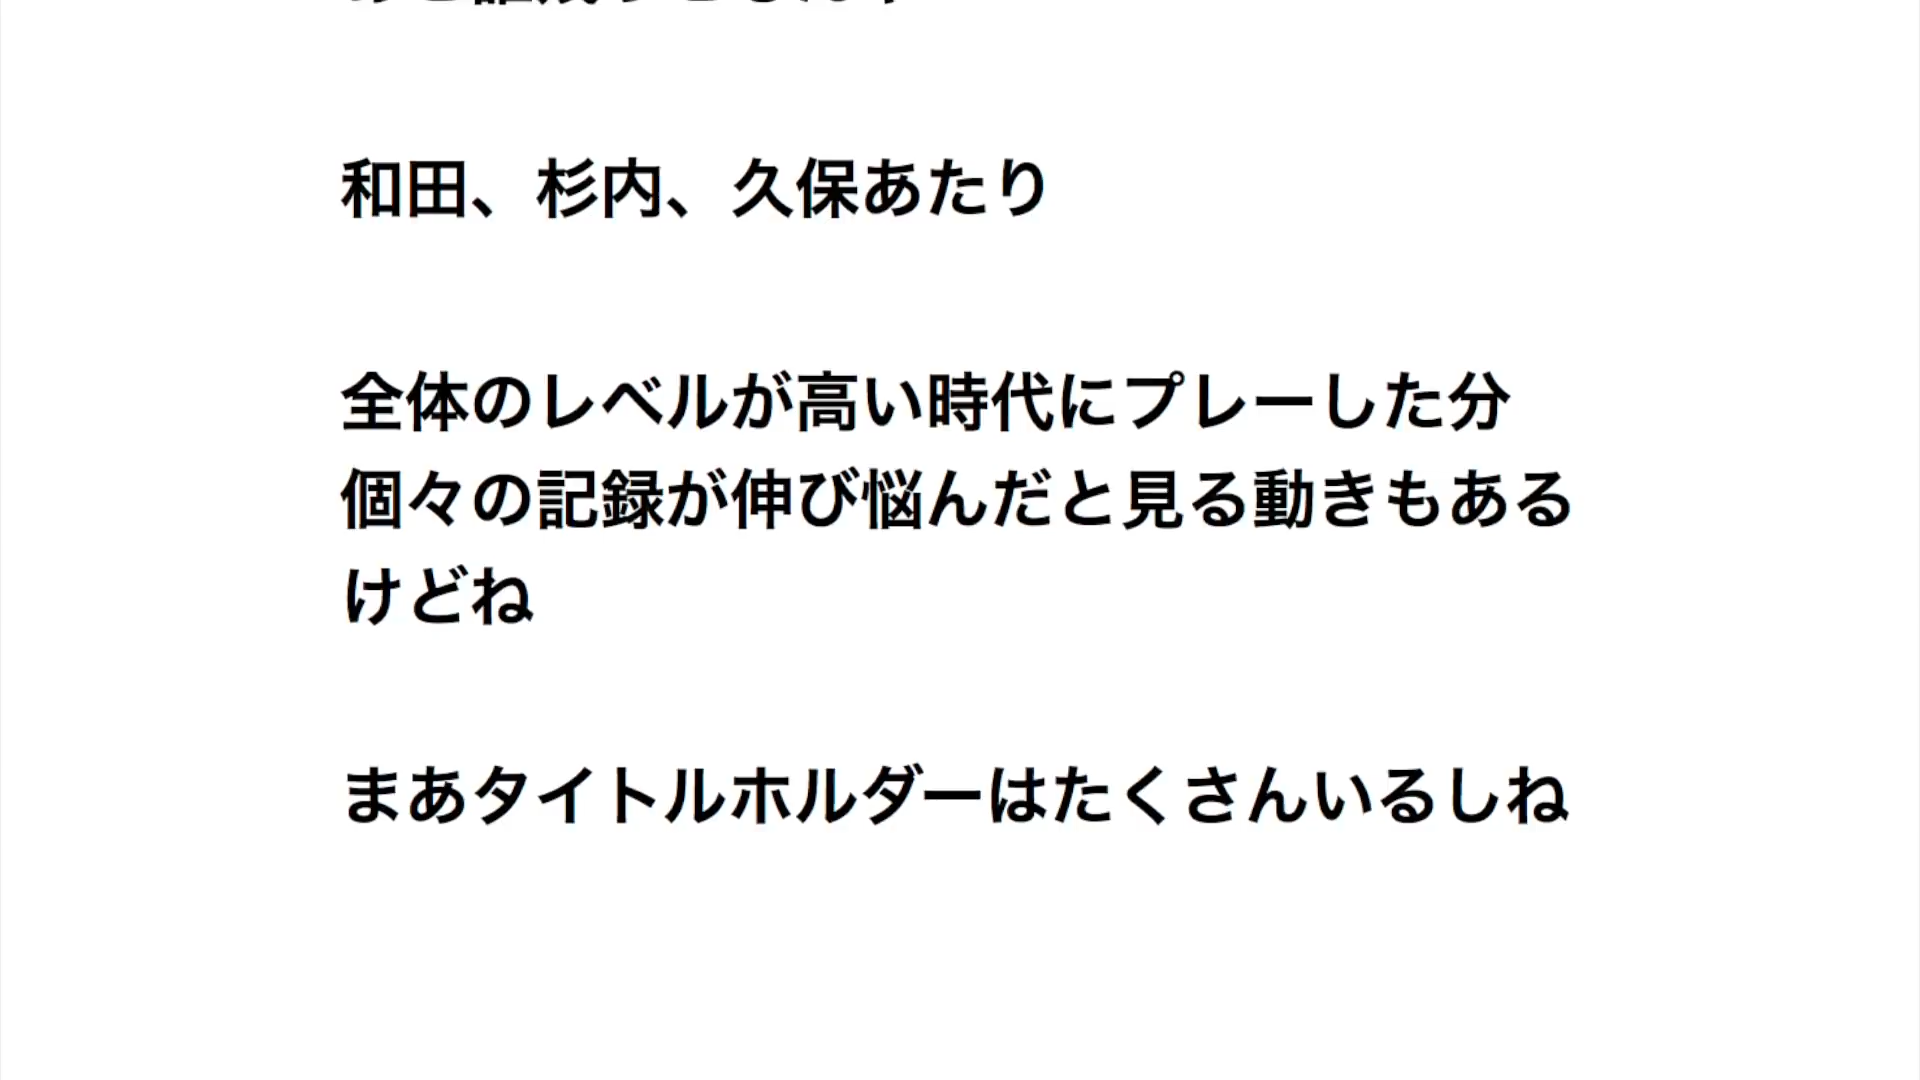 和田、杉内、久保あたり
全体のレベルが高い時代にプレーした分
個々の記録が伸び悩んだと見る動きもある
けどね
まあタイトルホルダーはたくさんいるしね